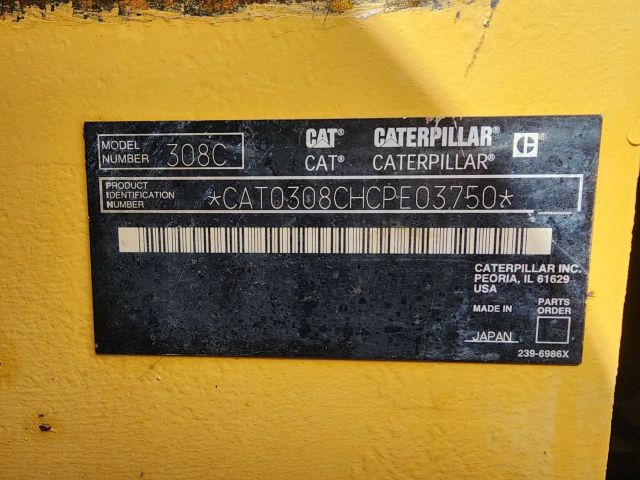 MODEL NUMBER 308C
CAT® CATERPILLAR® C®
CAT® CATERPILLAR®
PRODUCT IDENTIFICATION NUMBER *CAT0308CHCPE03750*
CATERPILLAR INC.
PEORIA, IL 61629
USA
MADE IN
JAPAN
PARTS
ORDER
239-6986X